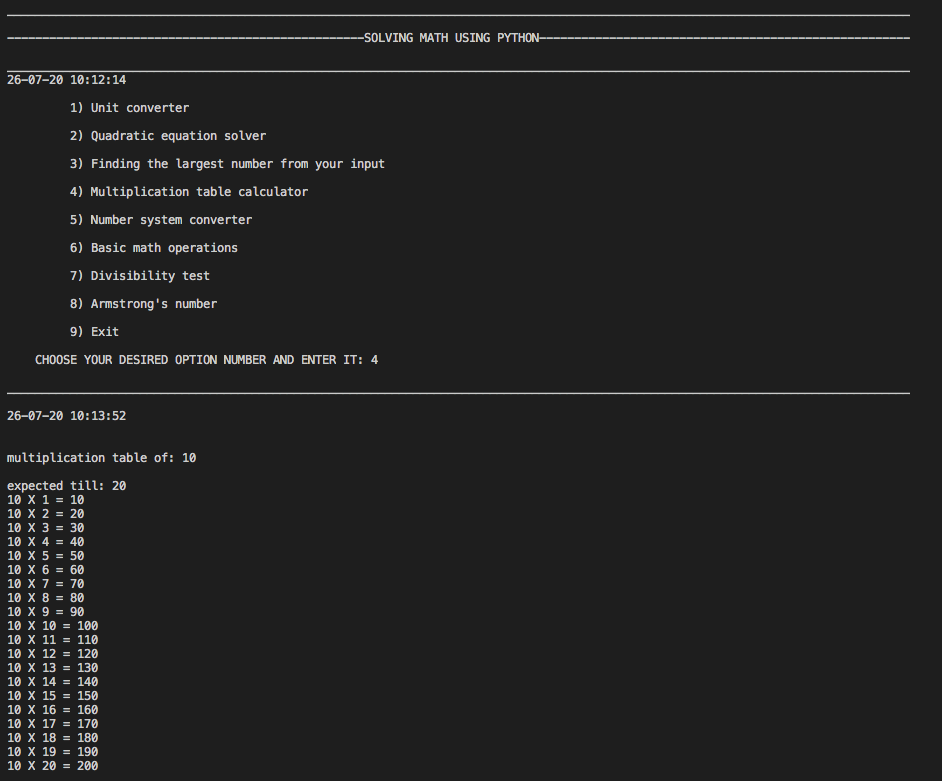 SOLVING MATH USING PYTHON
26-07-20 10:12:14
1) Unit converter
2) Quadratic equation solver
3) Finding the largest number from your input
4) Multiplication table calculator
5) Number system converter
6) Basic math operations
7) Divisibility test
8) Armstrong's number
9) Exit
CHOOSE YOUR DESIRED OPTION NUMBER AND ENTER IT: 4
26-07-20 10:13:52
multiplication table of: 10
expected till: 20
10 X 1 = 10
10 X 2 = 20
10 X 3 = 30
10 X 4 = 40
10 X 5 = 50
10 X 6 = 60
10 X 7 = 70
10 X 8 = 80
10 X 9 = 90
10 X 10 = 100
10 X 11 = 110
10 X 12 = 120
10 X 13 = 130
10 X 14 = 140
10 X 15 = 150
10 X 16 = 160
10 X 17 = 170
10 X 18 = 180
10 X 19 = 190
10 X 20 = 200